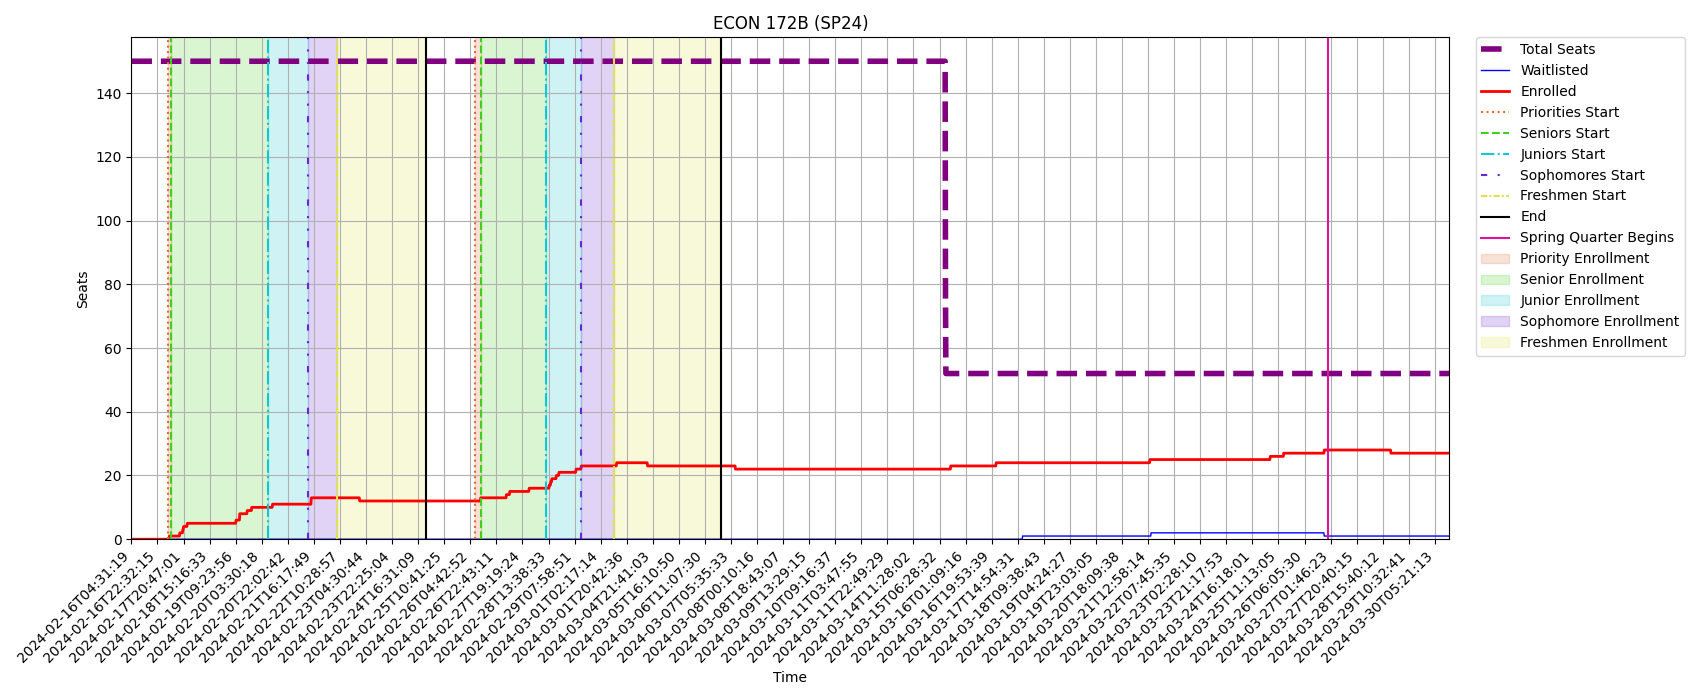 ECON 172B (SP24)
Seats
140
120
100
80
60
40
20
0
2024-02-16T04:31:19
2024-02-16T22:32:15
2024-02-17T20:47:01
2024-02-18T15:16:33
2024-02-19T09:23:56
2024-02-20T03:30:18
2024-02-20T22:02:42
2024-02-21T16:17:49
2024-02-22T10:28:57
2024-02-23T04:30:44
2024-02-23T22:25:04
2024-02-24T16:31:09
2024-02-25T10:41:25
2024-02-26T04:42:52
2024-02-26T22:43:11
2024-02-27T19:19:24
2024-02-28T13:38:33
2024-02-29T07:58:51
2024-03-01T02:17:14
2024-03-01T20:42:36
2024-03-04T21:41:03
2024-03-05T16:10:50
2024-03-06T11:07:30
2024-03-07T05:35:33
2024-03-08T00:10:16
2024-03-08T18:43:07
2024-03-09T13:29:15
2024-03-10T09:16:37
2024-03-11T03:47:55
2024-03-11T22:49:29
2024-03-14T11:28:02
2024-03-15T06:28:32
2024-03-16T01:09:16
2024-03-16T19:53:39
2024-03-17T14:54:31
2024-03-18T09:38:43
2024-03-19T04:24:27
2024-03-19T23:03:05
2024-03-20T18:09:38
2024-03-21T12:58:14
2024-03-22T07:45:35
2024-03-23T02:28:10
2024-03-23T21:17:53
2024-03-24T16:18:01
2024-03-25T11:13:05
2024-03-26T06:05:30
2024-03-27T01:46:23
2024-03-27T20:40:15
2024-03-28T15:40:12
2024-03-29T10:32:41
2024-03-30T05:21:13
Time
Total Seats
Waitlisted
Enrolled
Priorities Start
Seniors Start
Juniors Start
Sophomores Start
Freshmen Start
End
Spring Quarter Begins
Priority Enrollment
Senior Enrollment
Junior Enrollment
Sophomore Enrollment
Freshmen Enrollment